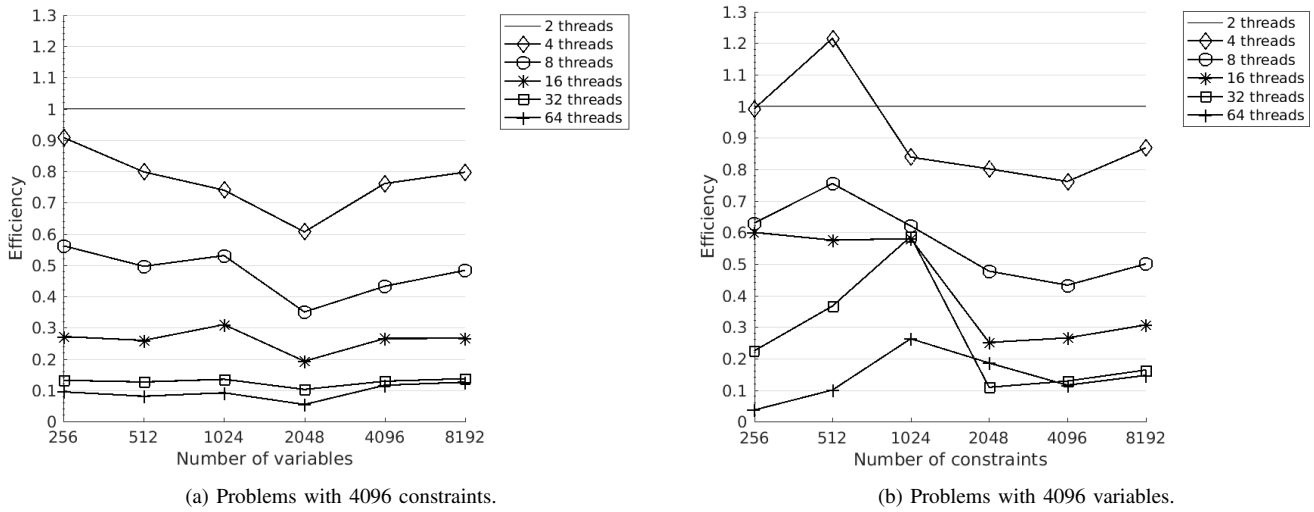 1.3
1.2
1.1
1
0.9
0.8
0.7
0.6
0.5
0.4
0.3
0.2
0.1
0
Efficiency
256 512 1024 2048 4096 8192
Number of variables
2 threads
4 threads
8 threads
16 threads
32 threads
64 threads
(a) Problems with 4096 constraints.
1.3
1.2
1.1
1
0.9
0.8
0.7
0.6
0.5
0.4
0.3
0.2
0.1
0
Efficiency
256 512 1024 2048 4096 8192
Number of constraints
2 threads
4 threads
8 threads
16 threads
32 threads
64 threads
(b) Problems with 4096 variables.